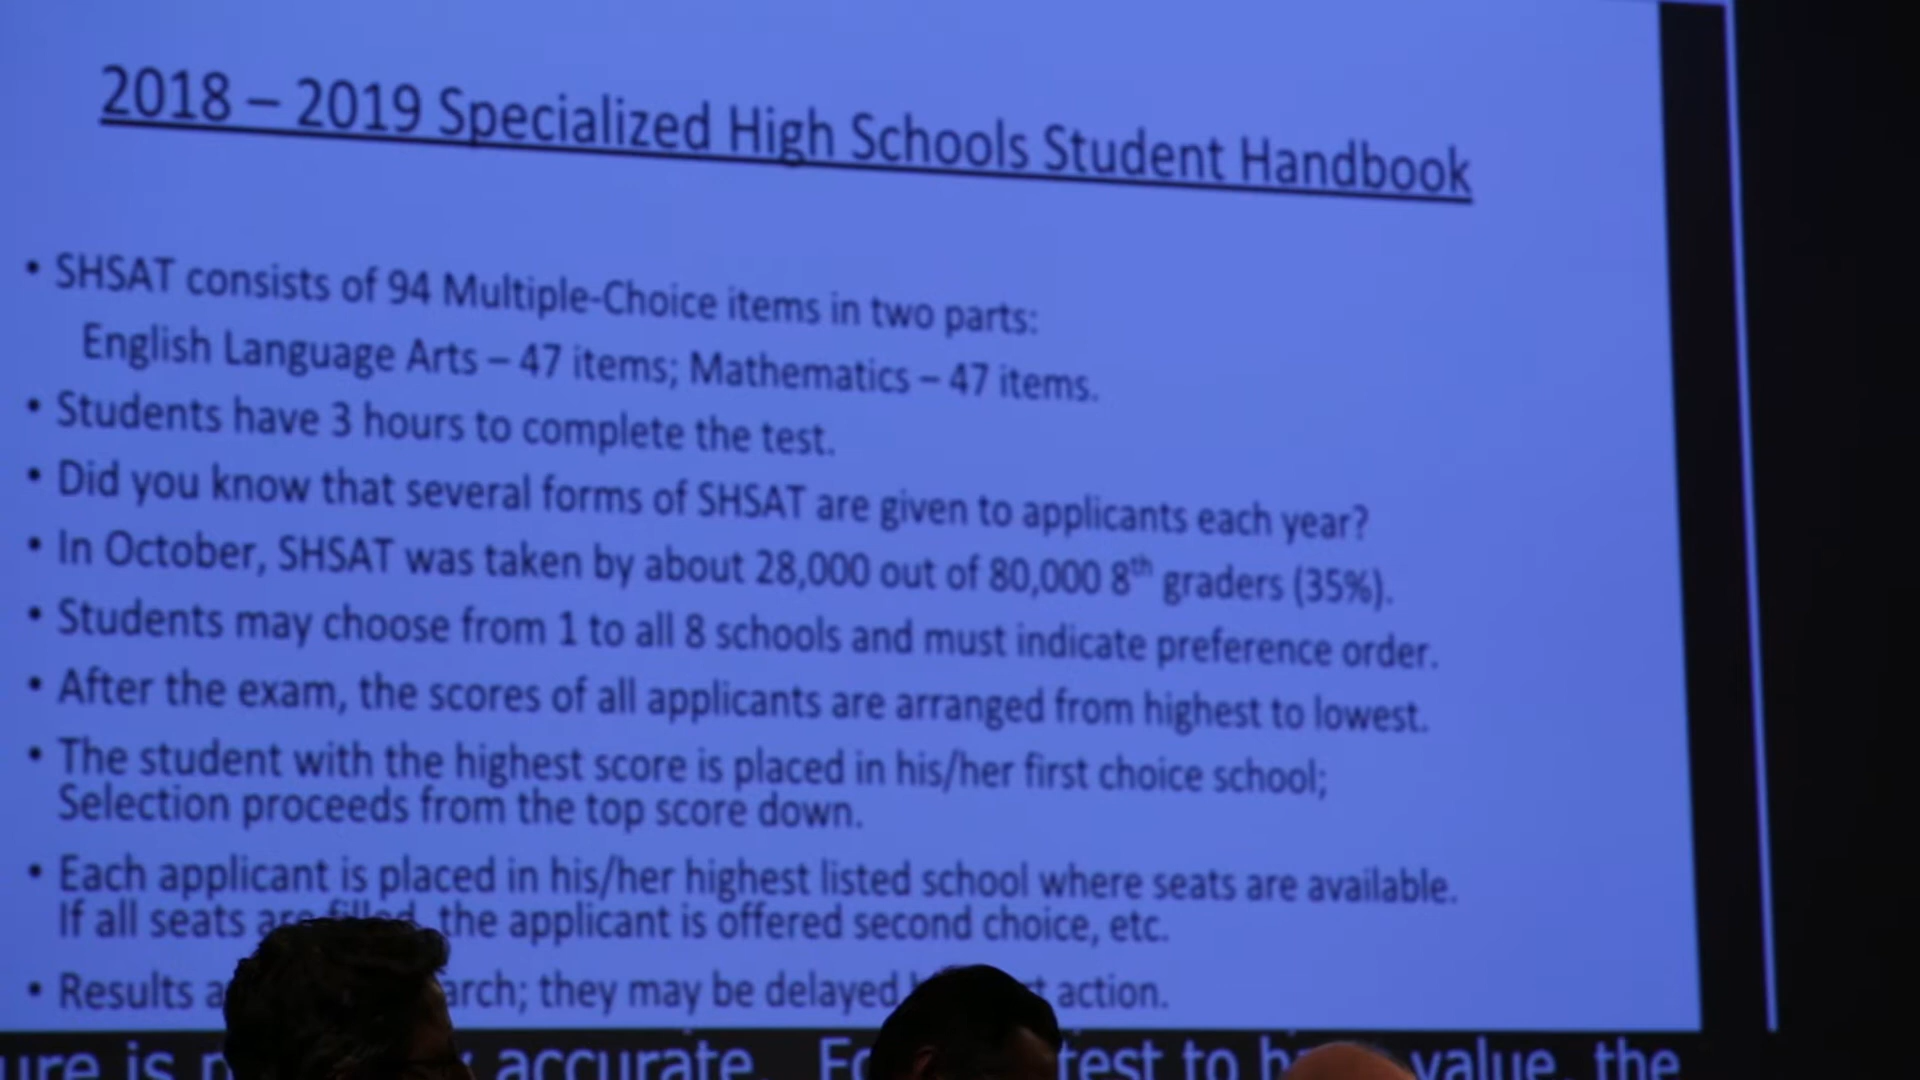 2018 – 2019 Specialized High Schools Student Handbook
• SHSAT consists of 94 Multiple-Choice items in two parts:
English Language Arts – 47 items; Mathematics – 47 items.
• Students have 3 hours to complete the test.
• Did you know that several forms of SHSAT are given to applicants each year?
• In October, SHSAT was taken by about 28,000 out of 80,000 8th graders (35%).
• Students may choose from 1 to all 8 schools and must indicate preference order.
• After the exam, the scores of all applicants are arranged from highest to lowest.
• The student with the highest score is placed in his/her first choice school;
Selection proceeds from the top score down.
• Each applicant is placed in his/her highest listed school where seats are available.
If all seats are filled, the applicant is offered second choice, etc.
• Results they may be delayed action.
is accurate. test to value, the